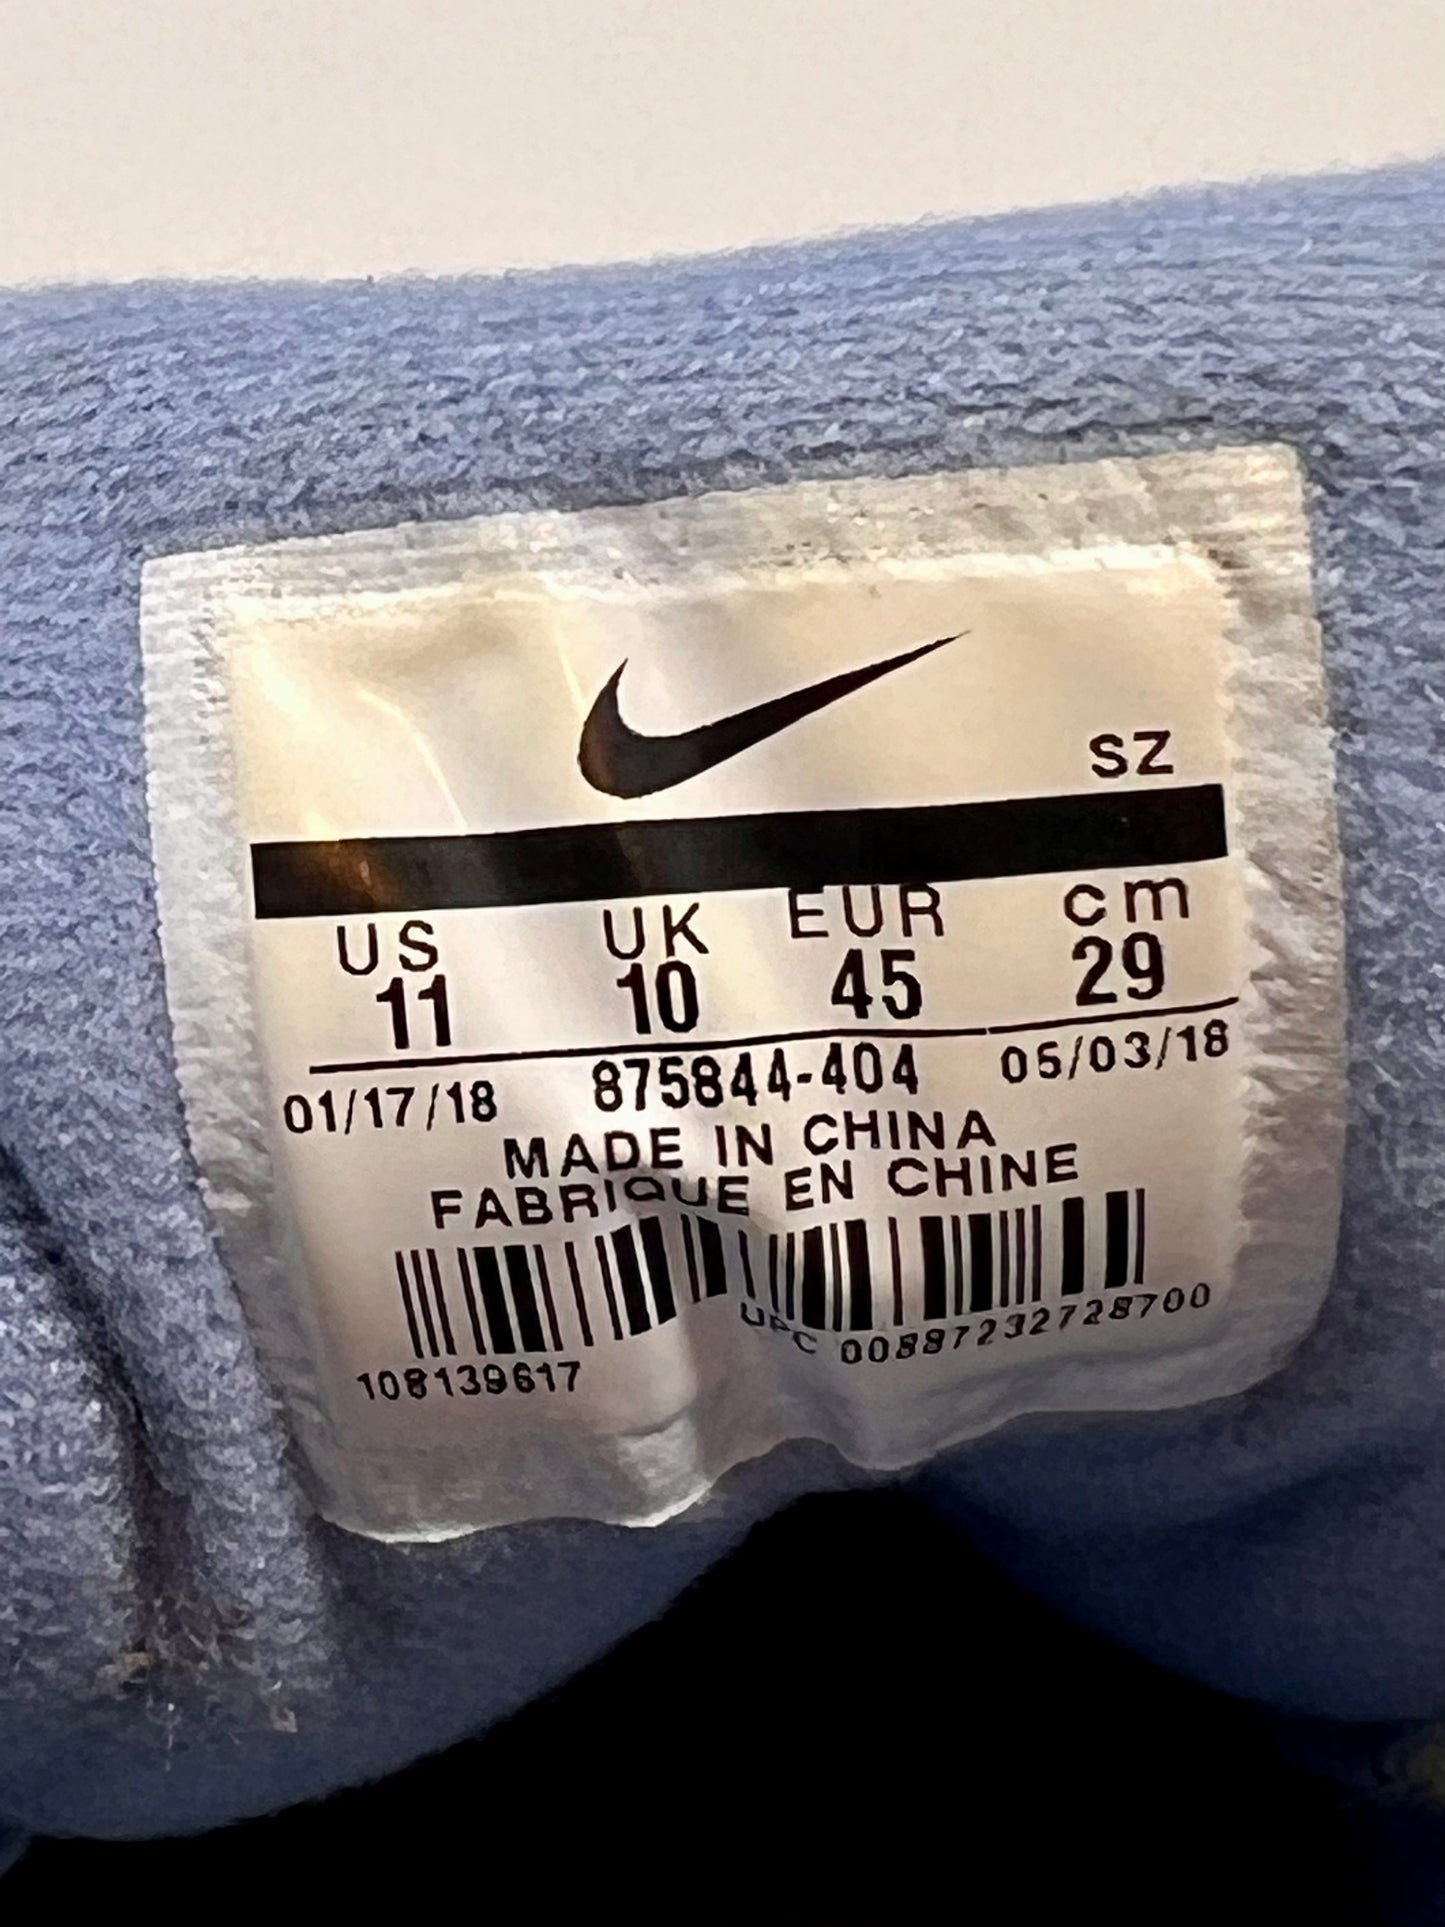 SZ
US UK EUR cm
11 10 45 29
01/17/18 875844-404 05/03/18
MADE IN CHINA
FABRIQUE EN CHINE
108139617 UPC 00887232728700